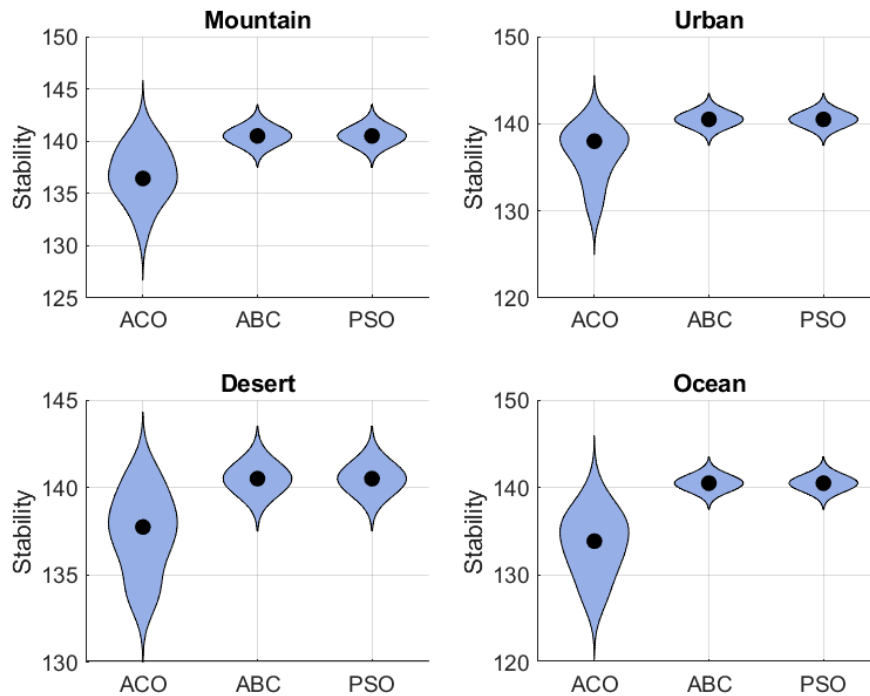 Mountain
Stability
150
145
140
135
130
125
ACO ABC PSO
Urban
Stability
150
140
130
120
ACO ABC PSO
Desert
Stability
145
140
135
130
ACO ABC PSO
Ocean
Stability
150
140
130
120
ACO ABC PSO